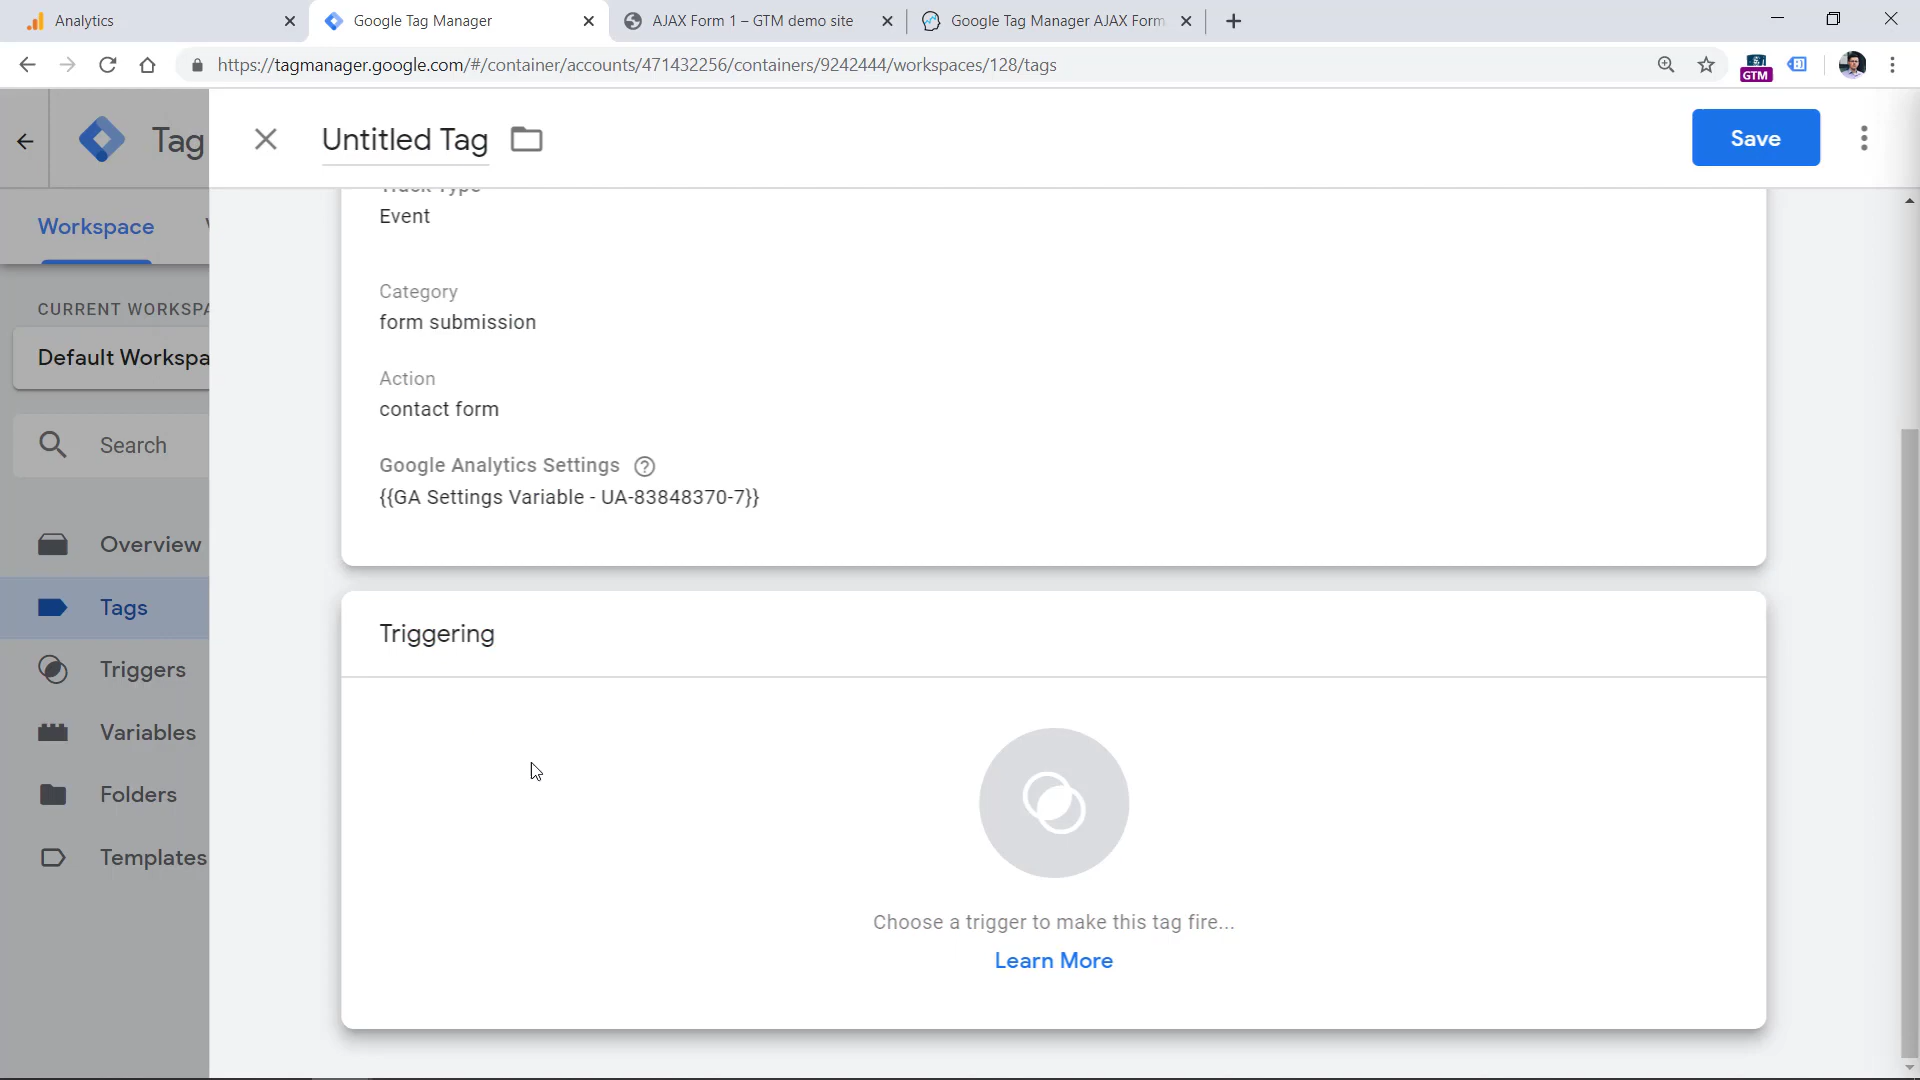 Analytics
Google Tag Manager
AJAX Form 1 – GTM demo site
Google Tag Manager AJAX Form
https://tagmanager.google.com/#/container/accounts/471432256/containers/9242444/workspaces/128/tags
GTM
Tag
Untitled Tag
Save
Workspace
Track Type
Event
CURRENT WORKSPA
Default Workspa
Category
form submission
Action
contact form
Search
Google Analytics Settings
{{GA Settings Variable - UA-83848370-7}}
Overview
Tags
Triggering
Triggers
Variables
Folders
Templates
Choose a trigger to make this tag fire...
Learn More